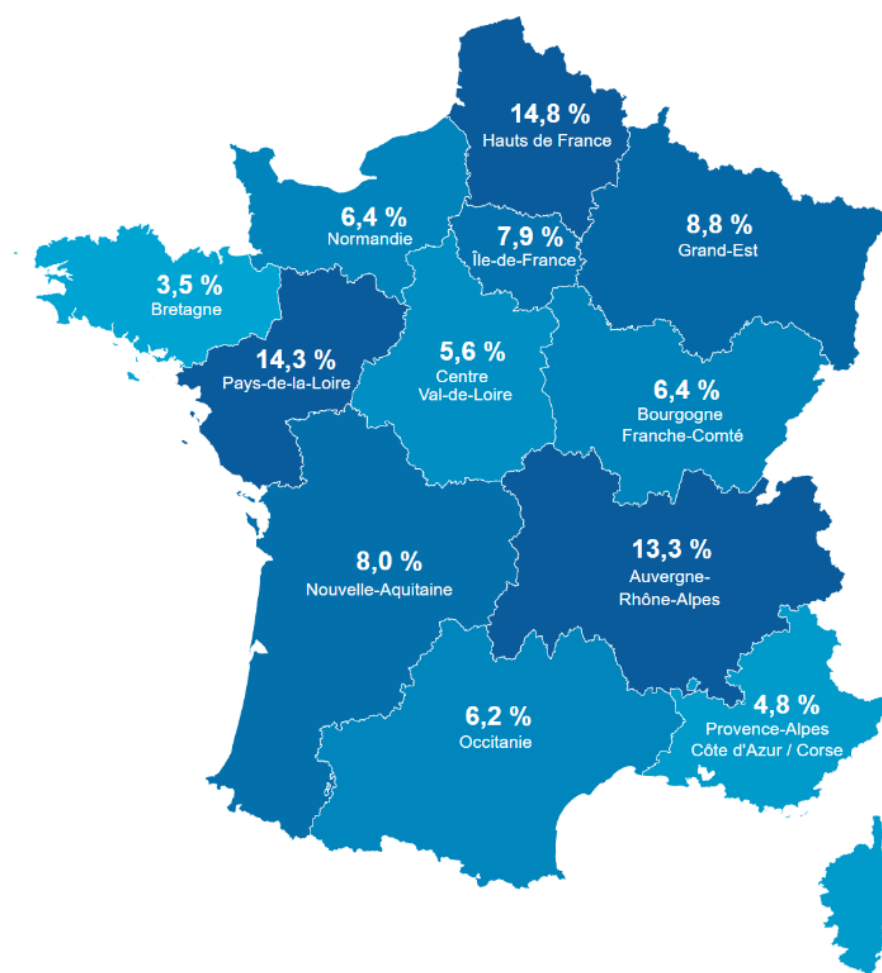 14,8 %
Hauts de France
6,4 %
Normandie
7,9 %
Île-de-France
8,8 %
Grand-Est
3,5 %
Bretagne
14,3 %
Pays-de-la-Loire
5,6 %
Centre
Val-de-Loire
6,4 %
Bourgogne
Franche-Comté
8,0 %
Nouvelle-Aquitaine
13,3 %
Auvergne-
Rhône-Alpes
6,2 %
Occitanie
4,8 %
Provence-Alpes
Côte d'Azur / Corse